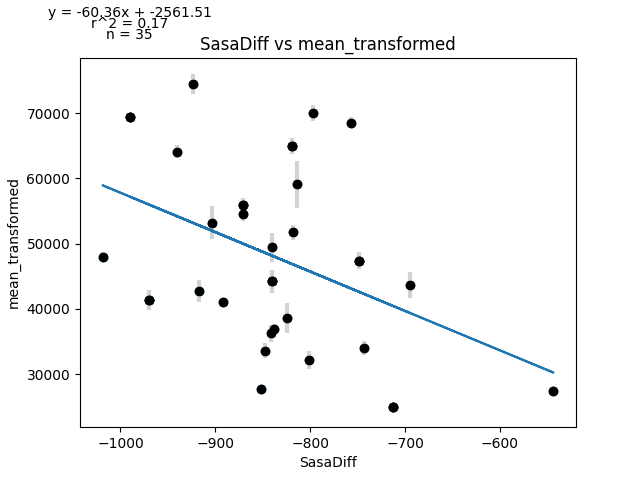 y = -60.36x + -2561.51
r^2 = 0.17
n = 35
SasaDiff vs mean_transformed
70000
60000
50000
40000
30000
mean_transformed
−1000
−900
−800
−700
−600
SasaDiff